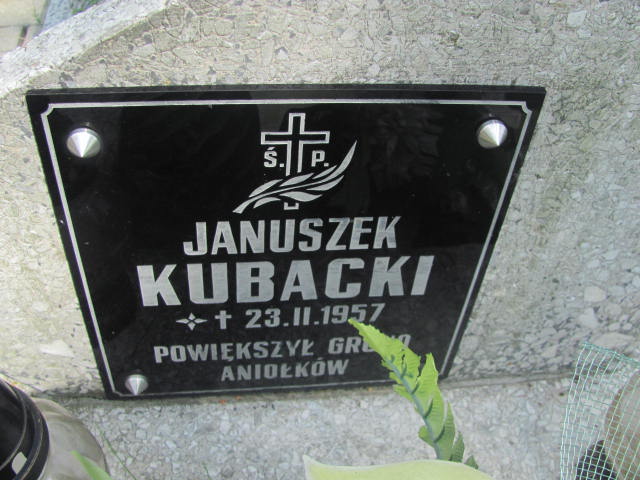 Ś. P.
JANUSZEK
KUBACKI
✣ † 23.II.1957
POWIĘKSZYŁ
ANIOŁKÓW